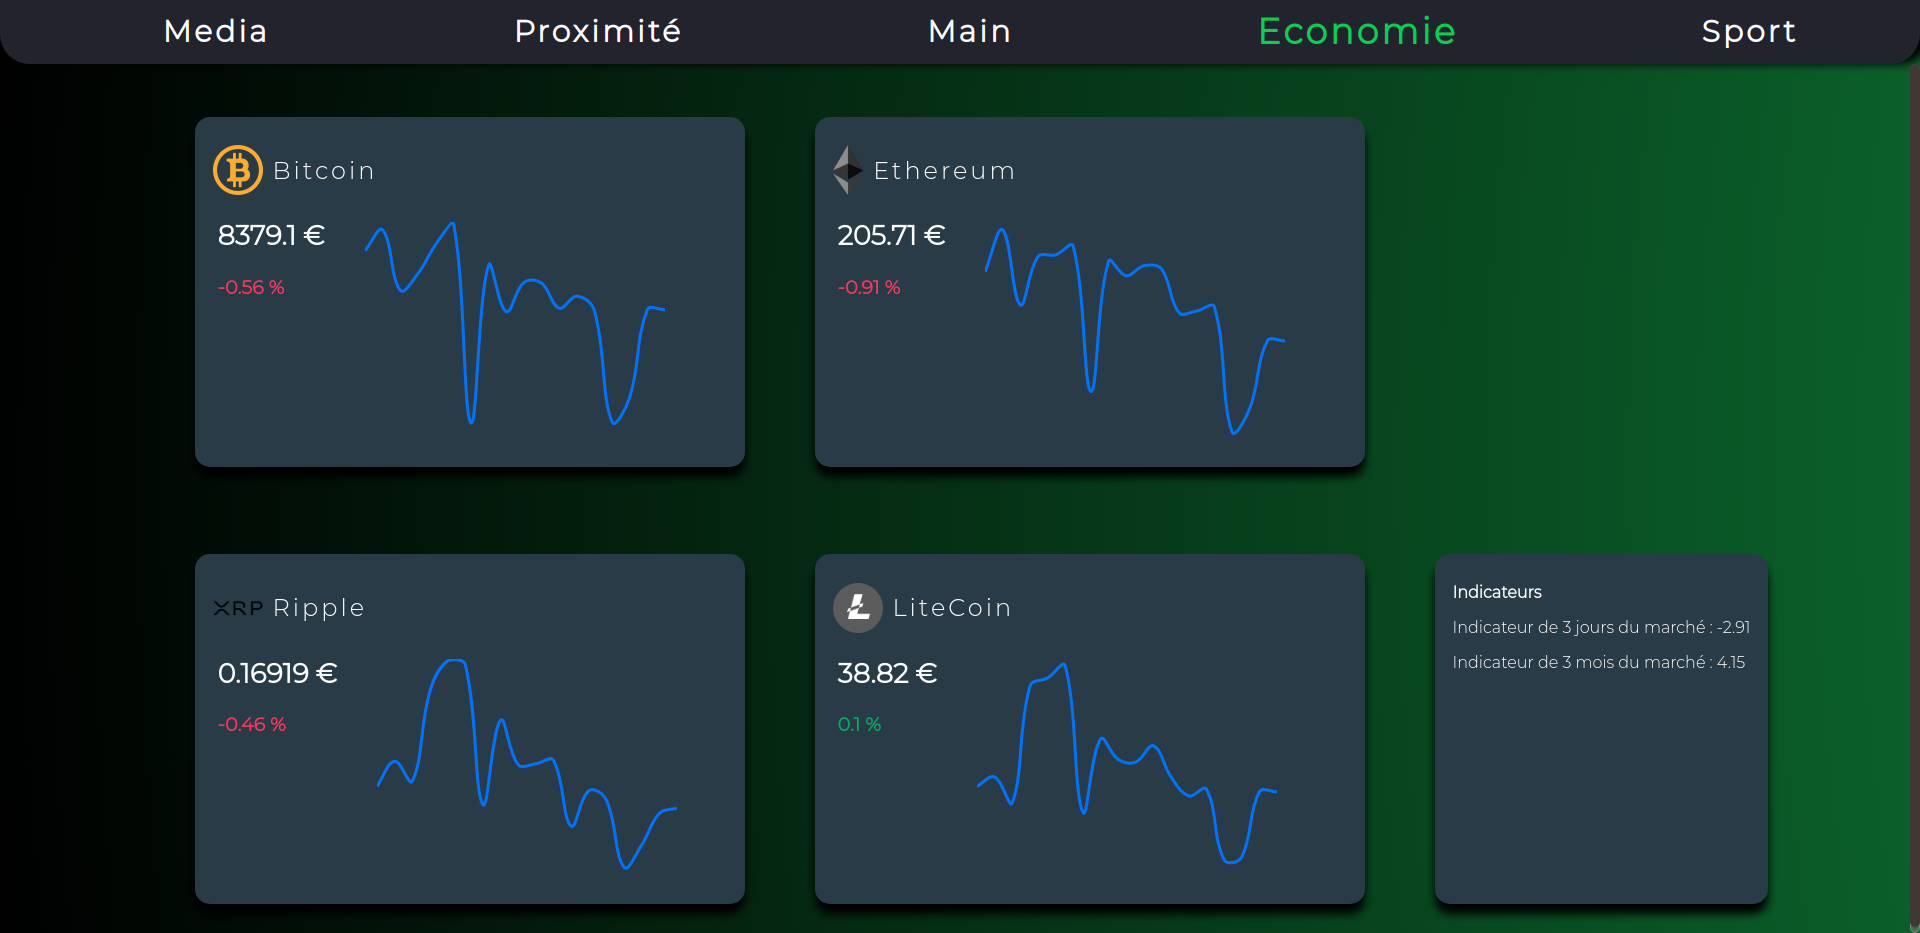 Media Proximité Main Economie Sport
Bitcoin
8379.1 €
-0.56 %
Ethereum
205.71 €
-0.91 %
XRP Ripple
0.16919 €
-0.46 %
LiteCoin
38.82 €
0.1 %
Indicateurs
Indicateur de 3 jours du marché : -2.91
Indicateur de 3 mois du marché : 4.15